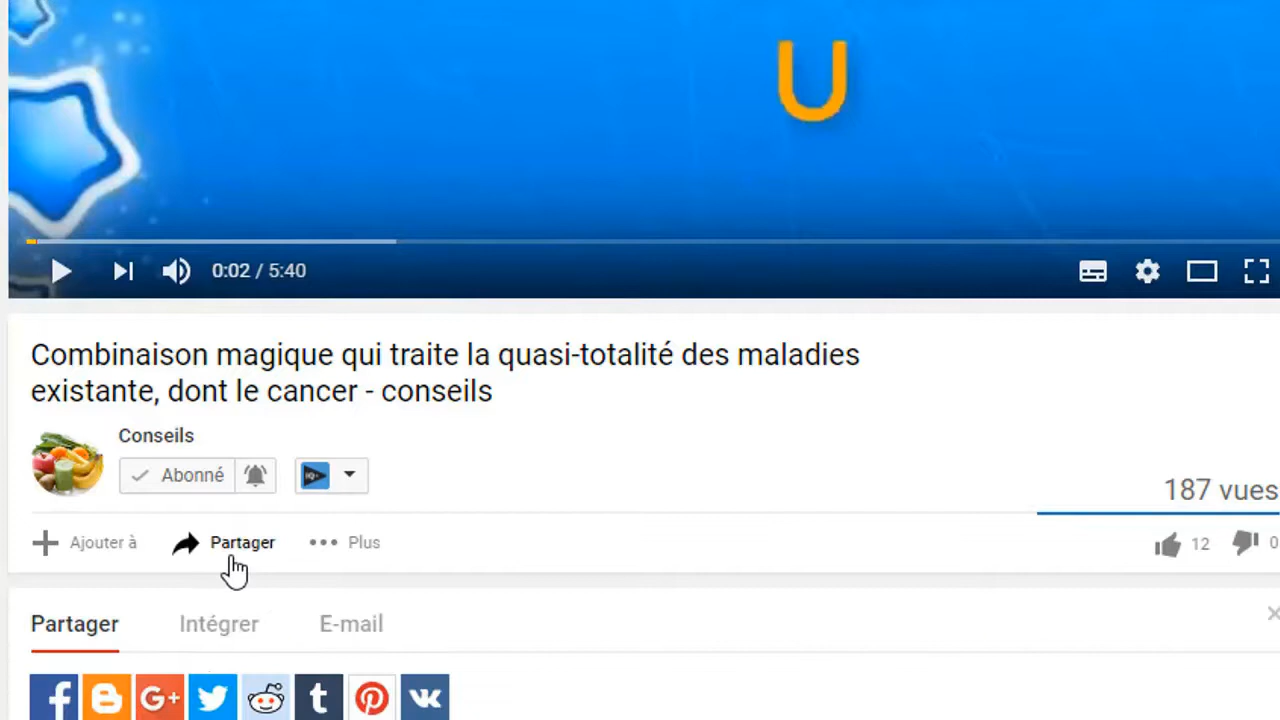 U
0:02 / 5:40
Combinaison magique qui traite la quasi-totalité des maladies
existante, dont le cancer - conseils
Conseils
Abonné
187 vues
Ajouter à
Partager
Plus
12
0
Partager
Intégrer
E-mail